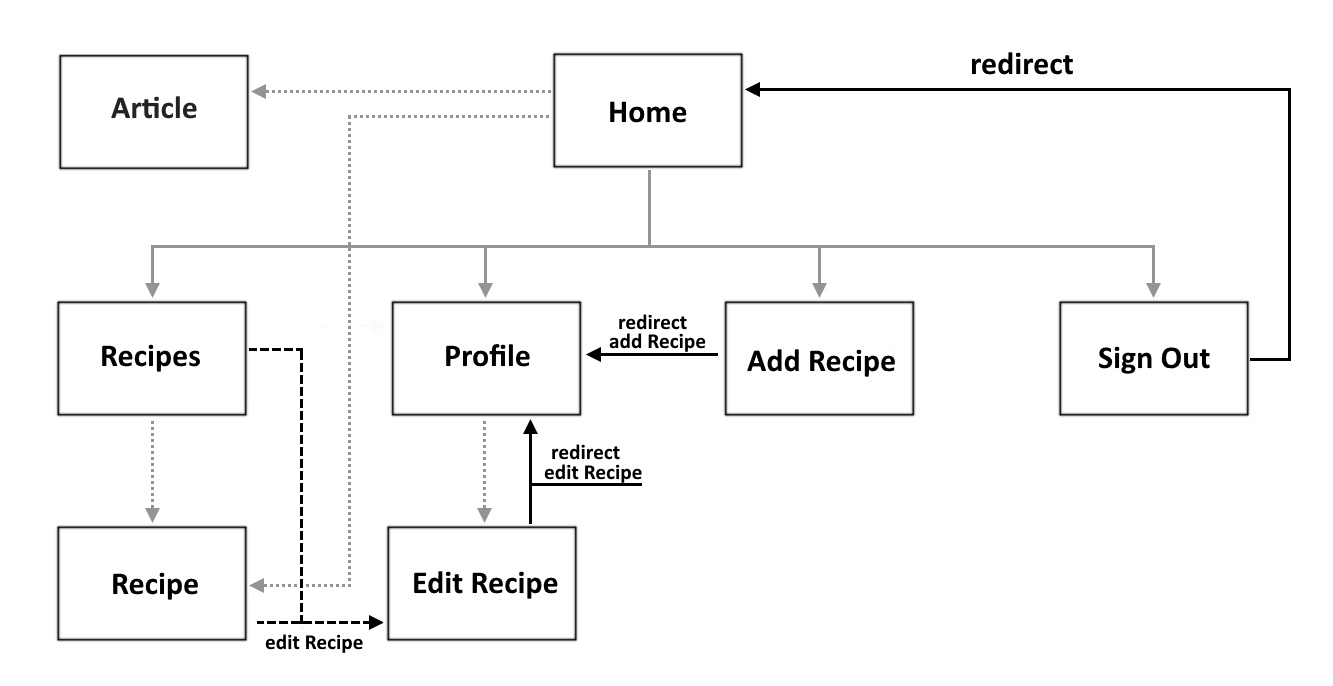 redirect
Article
Home
redirect
add Recipe
Recipes
Profile
Add Recipe
Sign Out
redirect
edit Recipe
Recipe
Edit Recipe
edit Recipe